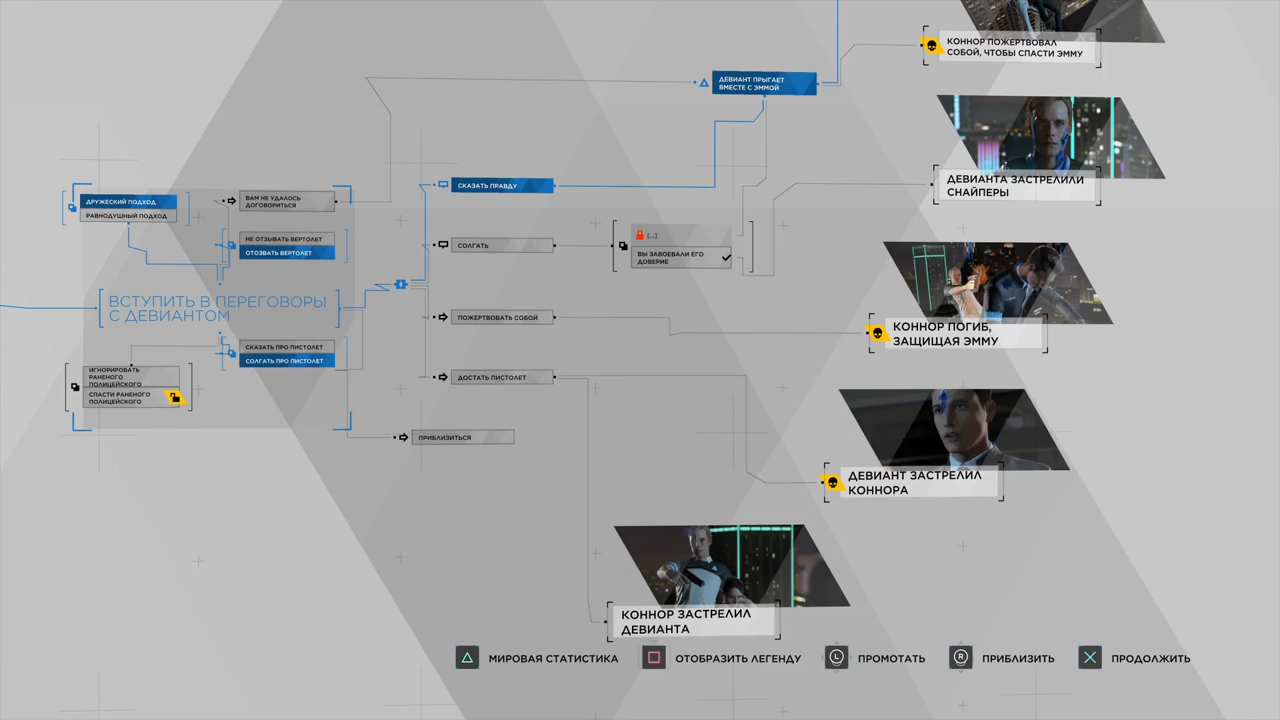 КОННОР ПОЖЕРТВОВАЛ
СОБОЙ, ЧТОБЫ СПАСТИ ЭММУ
ДЕВИАНТ ПРЫГАЕТ
ВМЕСТЕ С ЭММОЙ
ДЕВИАНТА ЗАСТРЕЛИЛИ
СНАЙПЕРЫ
СКАЗАТЬ ПРАВДУ
ДРУЖЕСКИЙ ПОДХОД
РАВНОДУШНЫЙ ПОДХОД
ВАМ НЕ УДАЛОСЬ
ДОГОВОРИТЬСЯ
НЕ ОТЗЫВАТЬ ВЕРТОЛЕТ
ОТОЗВАТЬ ВЕРТОЛЕТ
СОЛГАТЬ
[...]
ВЫ ЗАВОЕВАЛИ ЕГО
ДОВЕРИЕ
ВСТУПИТЬ В ПЕРЕГОВОРЫ
С ДЕВИАНТОМ
ПОЖЕРТВОВАТЬ СОБОЙ
КОННОР ПОГИБ,
ЗАЩИЩАЯ ЭММУ
СКАЗАТЬ ПРО ПИСТОЛЕТ
СОЛГАТЬ ПРО ПИСТОЛЕТ
ИГНОРИРОВАТЬ
РАНЕНОГО
ПОЛИЦЕЙСКОГО
СПАСТИ РАНЕНОГО
ПОЛИЦЕЙСКОГО
ДОСТАТЬ ПИСТОЛЕТ
ПРИБЛИЗИТЬСЯ
ДЕВИАНТ ЗАСТРЕЛИЛ
КОННОРА
КОННОР ЗАСТРЕЛИЛ
ДЕВИАНТА
МИРОВАЯ СТАТИСТИКА
ОТОБРАЗИТЬ ЛЕГЕНДУ
L ПРОМОТАТЬ
R ПРИБЛИЗИТЬ
ПРОДОЛЖИТЬ